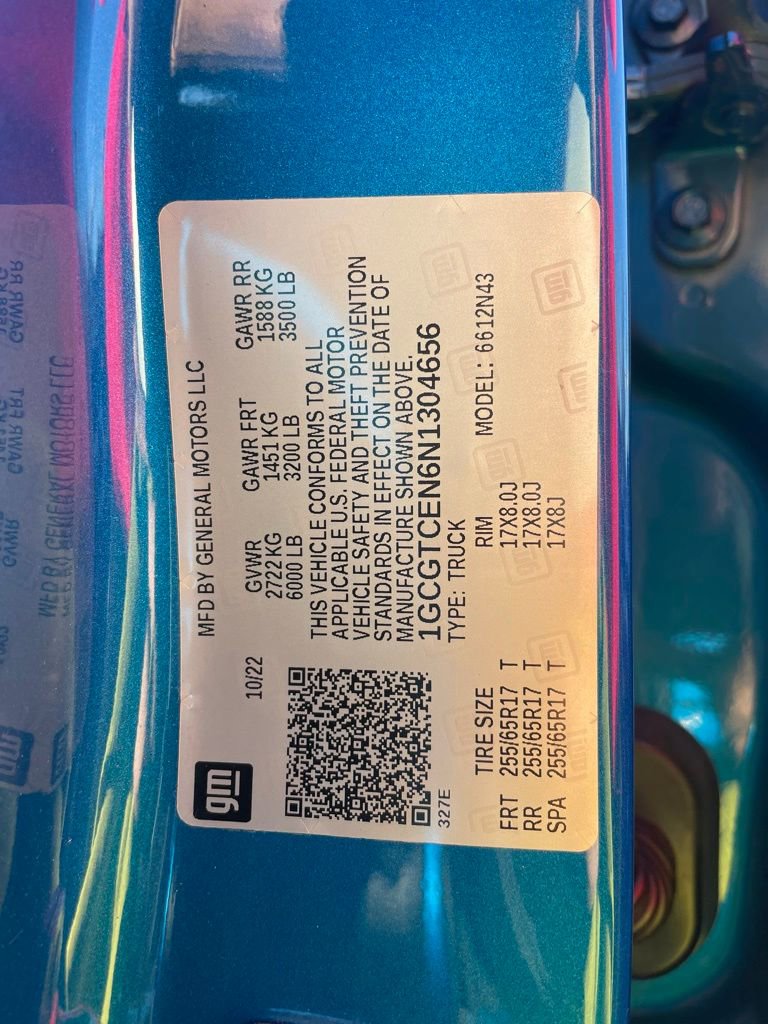 gm
MFD BY GENERAL MOTORS LLC
10/22
GVWR GAWR FRT GAWR RR
2722 KG 1451 KG 1588 KG
6000 LB 3200 LB 3500 LB
THIS VEHICLE CONFORMS TO ALL
APPLICABLE U.S. FEDERAL MOTOR
VEHICLE SAFETY AND THEFT PREVENTION
STANDARDS IN EFFECT ON THE DATE OF
MANUFACTURE SHOWN ABOVE.
1GCGTCEN6N1304656
327E
TYPE: TRUCK MODEL: 6612N43
TIRE SIZE RIM
FRT 255/65R17 T 17X8.0J
RR 255/65R17 T 17X8.0J
SPA 255/65R17 T 17X8J